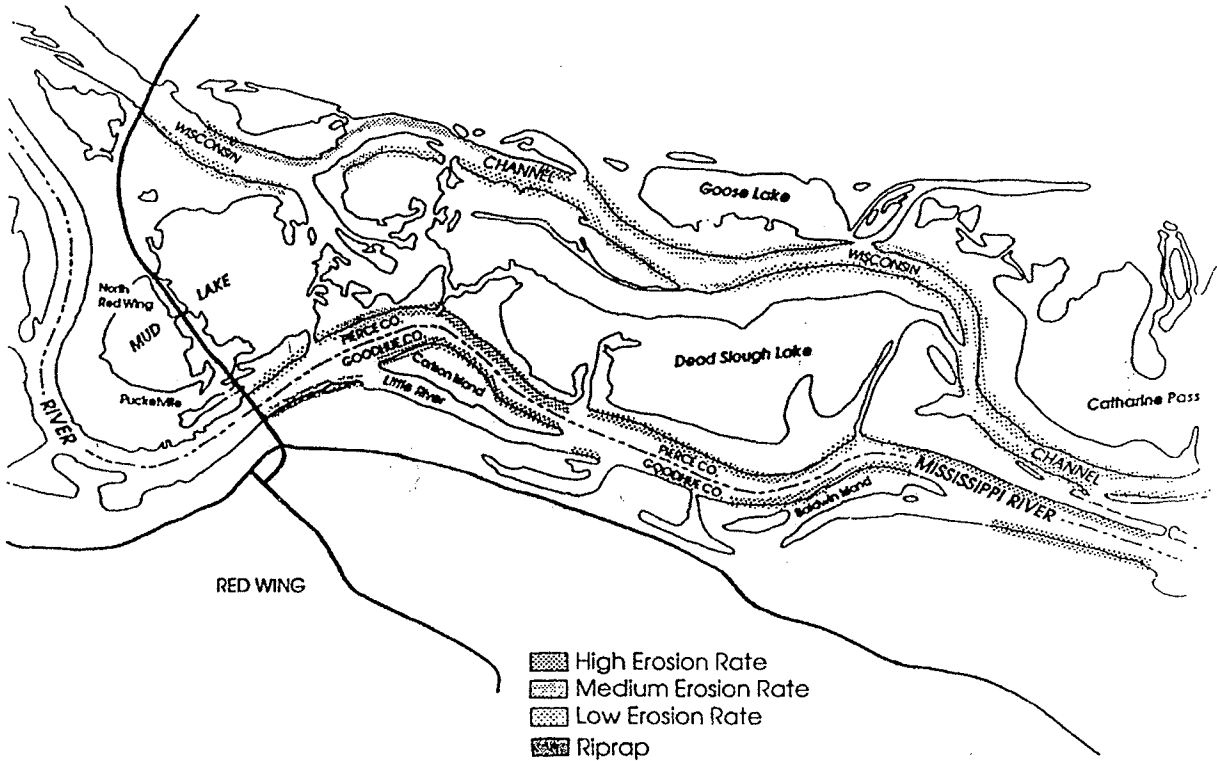 WISCONSIN
CHANNEL
Goose Lake
WISCONSIN
North
Red Wing
LAKE
MUD
PIERCE CO.
GOODHUE CO.
Carlson Island
Little River
Dead Slough Lake
Puckelville
Catharine Pass
RIVER
PIERCE CO.
GOODHUE CO.
CHANNEL
MISSISSIPPI RIVER
Baldwin Island
RED WING
High Erosion Rate
Medium Erosion Rate
Low Erosion Rate
Riprap